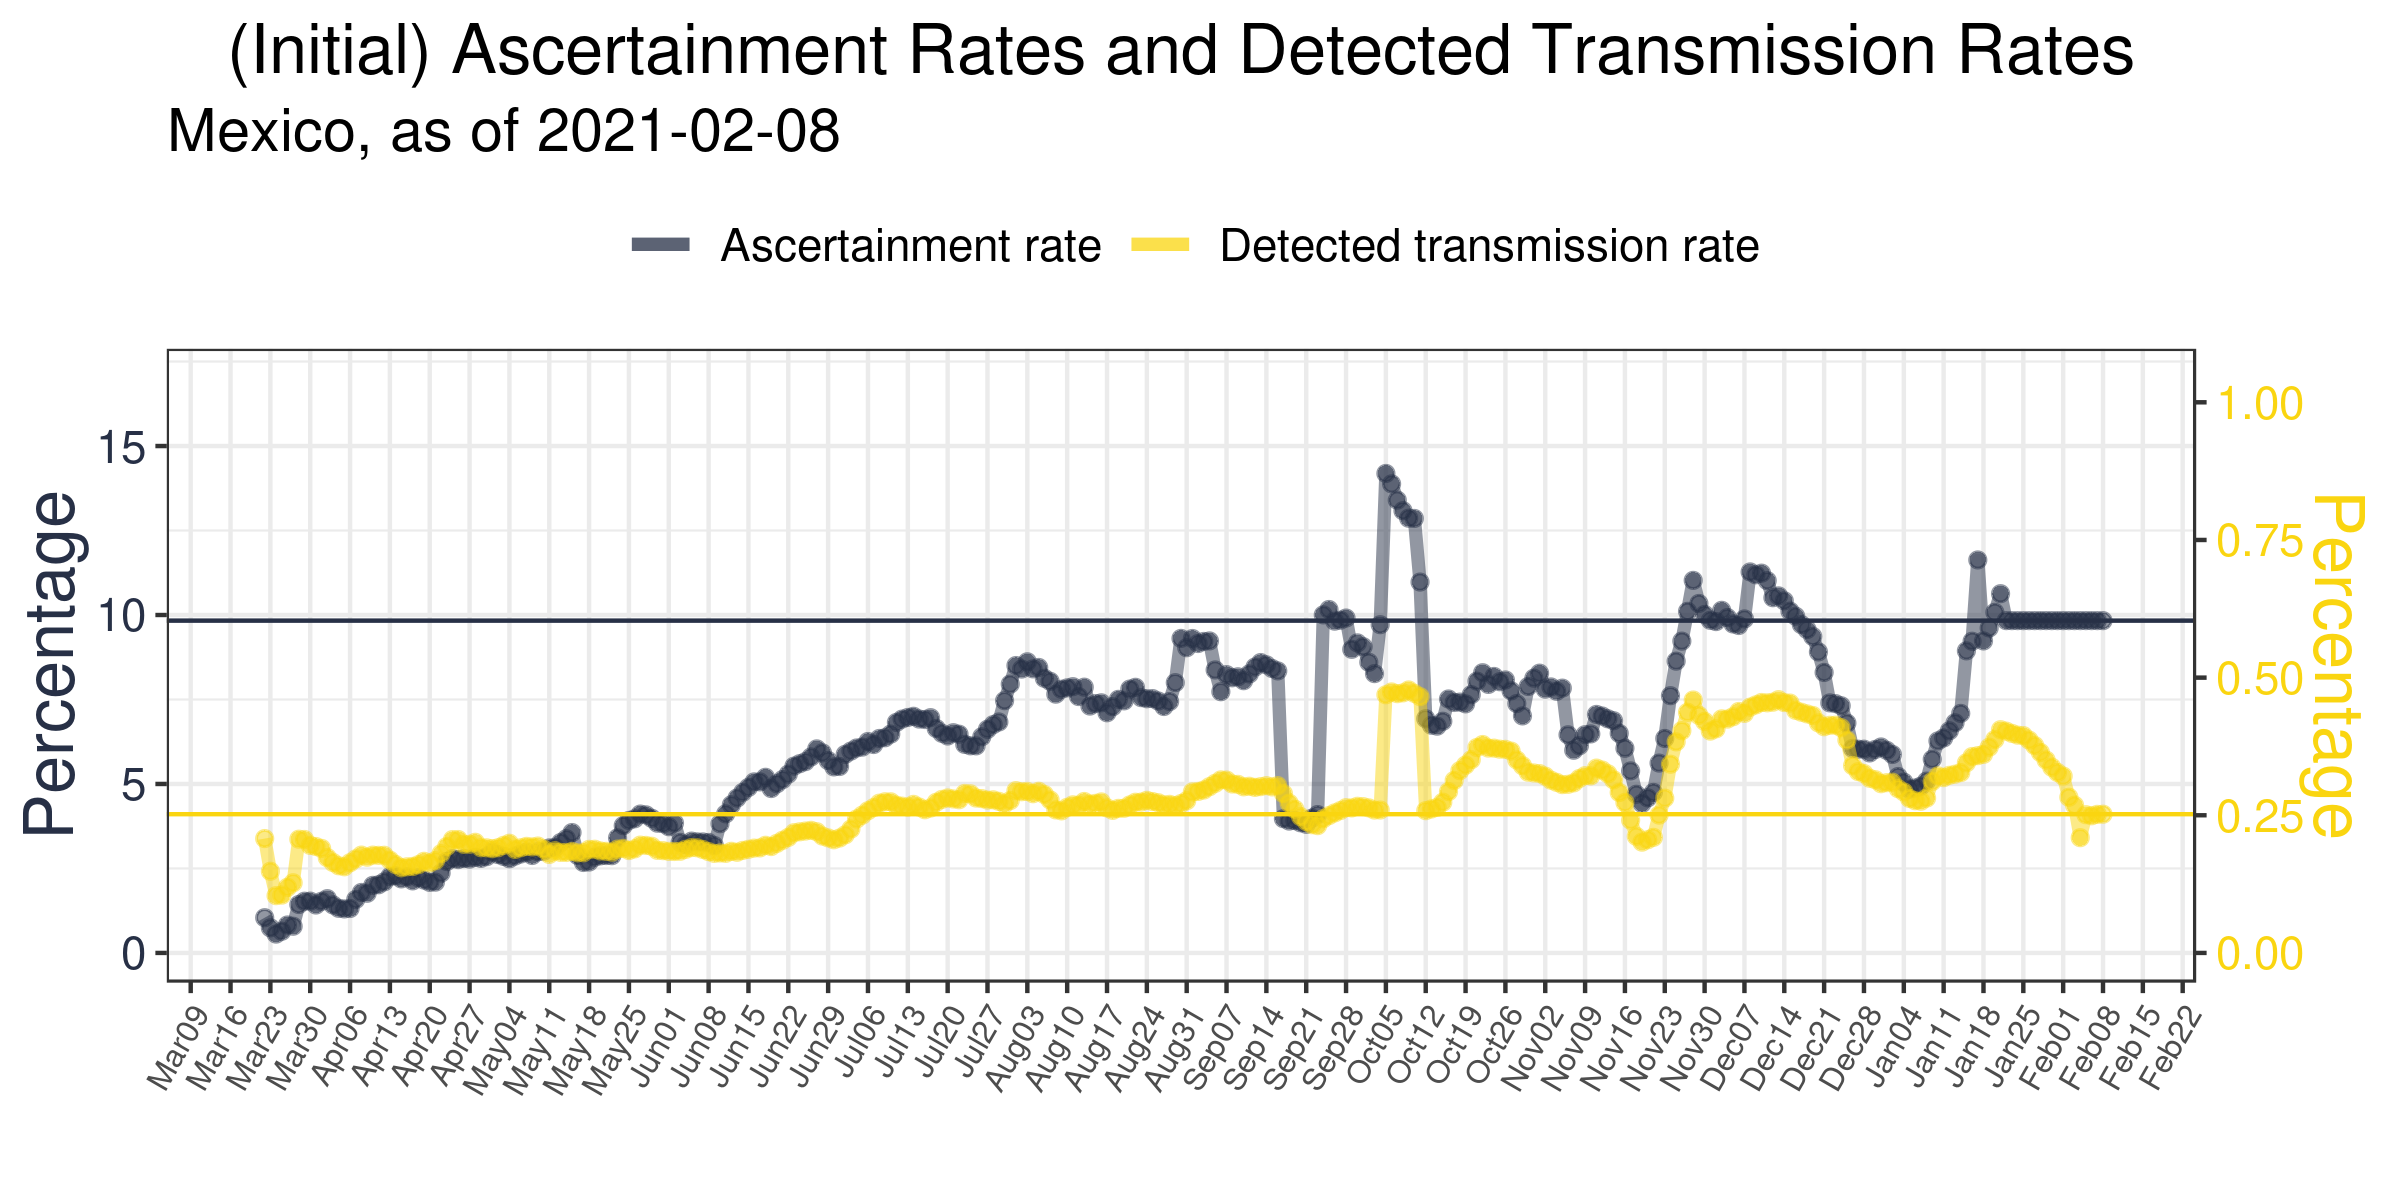 (Initial) Ascertainment Rates and Detected Transmission Rates
Mexico, as of 2021-02-08
Ascertainment rate
Detected transmission rate
Percentage
15
10
5
0
1.00
0.75
0.50
0.25
0.00
Percentage
Mar09
Mar16
Mar23
Mar30
Apr06
Apr13
Apr20
Apr27
May04
May11
May18
May25
Jun01
Jun08
Jun15
Jun22
Jun29
Jul06
Jul13
Jul20
Jul27
Aug03
Aug10
Aug17
Aug24
Aug31
Sep07
Sep14
Sep21
Sep28
Oct05
Oct12
Oct19
Oct26
Nov02
Nov09
Nov16
Nov23
Nov30
Dec07
Dec14
Dec21
Dec28
Jan04
Jan11
Jan18
Jan25
Feb01
Feb08
Feb15
Feb22